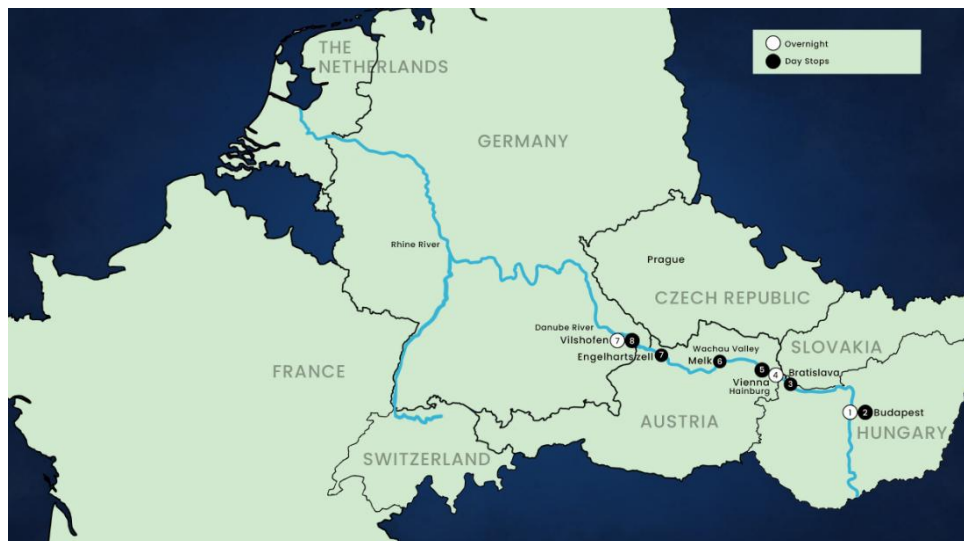 Overnight
Day Stops
THE
NETHERLANDS
GERMANY
Rhine River
Prague
CZECH REPUBLIC
Danube River
Vilshofen 7 8
Engelhartszell 7
Wachau Valley
Melk 6
SLOVAKIA
5 4 Bratislava
Vienna 3
Hainburg
FRANCE
AUSTRIA
1 2 Budapest
HUNGARY
SWITZERLAND